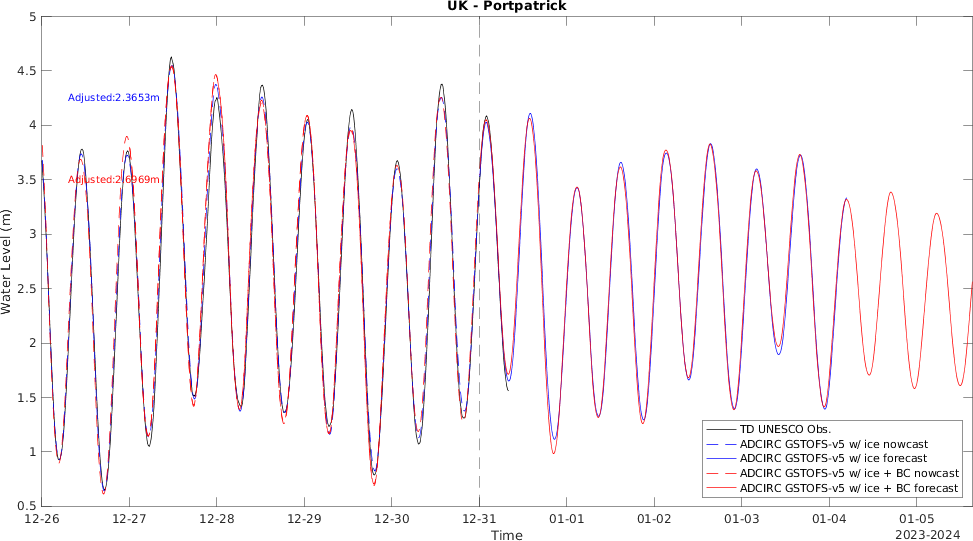 UK - Portpatrick
5
4.5
4
3.5
3
2.5
2
1.5
1
0.5
Water Level (m)
Adjusted:2.3653m
Adjusted:2.6969m
TD UNESCO Obs.
ADCIRC GSTOFS-v5 w/ ice nowcast
ADCIRC GSTOFS-v5 w/ ice forecast
ADCIRC GSTOFS-v5 w/ ice + BC nowcast
ADCIRC GSTOFS-v5 w/ ice + BC forecast
12-26 12-27 12-28 12-29 12-30 12-31 01-01 01-02 01-03 01-04 01-05
Time
2023-2024